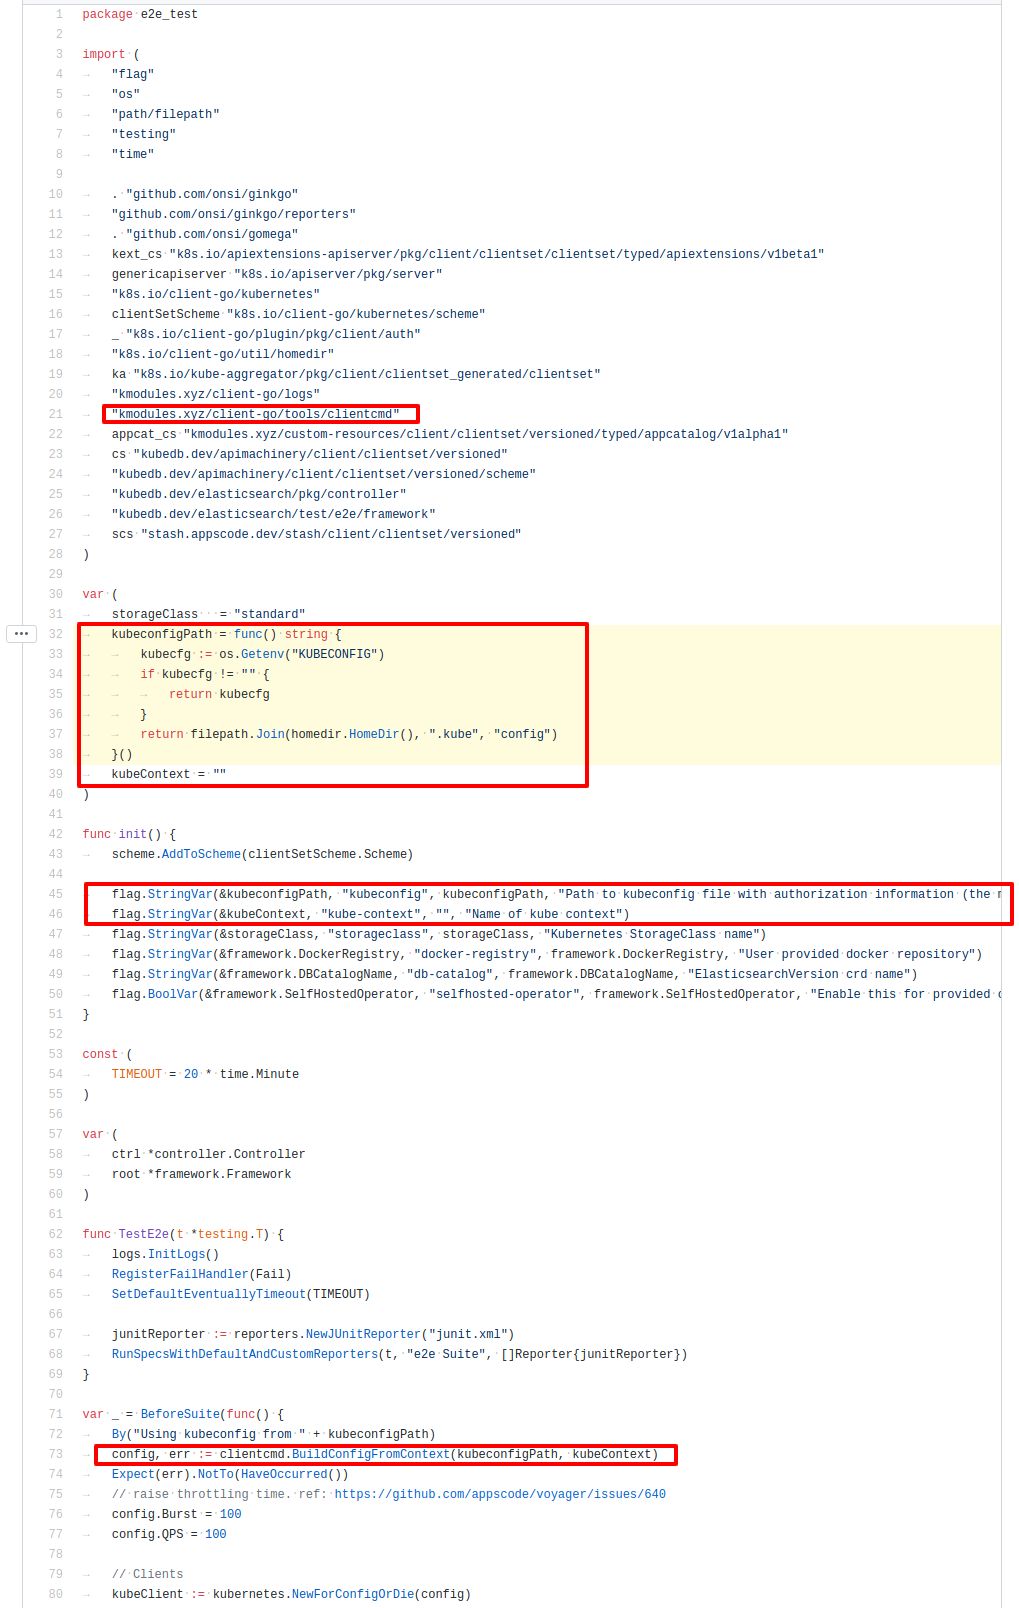 1 package e2e_test
2
3 import (
4 "flag"
5 "os"
6 "path/filepath"
7 "testing"
8 "time"
9
10 . "github.com/onsi/ginkgo"
11 "github.com/onsi/ginkgo/reporters"
12 . "github.com/onsi/gomega"
13 kext_cs "k8s.io/apiextensions-apiserver/pkg/client/clientset/clientset/typed/apiextensions/v1beta1"
14 genericapiserver "k8s.io/apiserver/pkg/server"
15 "k8s.io/client-go/kubernetes"
16 clientSetScheme "k8s.io/client-go/kubernetes/scheme"
17 _ "k8s.io/client-go/plugin/pkg/client/auth"
18 "k8s.io/client-go/util/homedir"
19 ka "k8s.io/kube-aggregator/pkg/client/clientset_generated/clientset"
20 "kmodules.xyz/client-go/logs"
21 "kmodules.xyz/client-go/tools/clientcmd"
22 appcat_cs "kmodules.xyz/custom-resources/client/clientset/versioned/typed/appcatalog/v1alpha1"
23 cs "kubedb.dev/apimachinery/client/clientset/versioned"
24 "kubedb.dev/apimachinery/client/clientset/versioned/scheme"
25 "kubedb.dev/elasticsearch/pkg/controller"
26 "kubedb.dev/elasticsearch/test/e2e/framework"
27 scs "stash.appscode.dev/stash/client/clientset/versioned"
28 )
29
30 var (
31 storageClass   = "standard"
32 kubeconfigPath = func() string {
33 kubecfg := os.Getenv("KUBECONFIG")
34 if kubecfg != "" {
35 return kubecfg
36 }
37 return filepath.Join(homedir.HomeDir(), ".kube", "config")
38 }()
39 kubeContext = ""
40 )
41
42 func init() {
43 scheme.AddToScheme(clientSetScheme.Scheme)
44
45 flag.StringVar(&kubeconfigPath, "kubeconfig", kubeconfigPath, "Path to kubeconfig file with authorization information (the
46 flag.StringVar(&kubeContext, "kube-context", "", "Name of kube context")
47 flag.StringVar(&storageClass, "storageclass", storageClass, "Kubernetes StorageClass name")
48 flag.StringVar(&framework.DockerRegistry, "docker-registry", framework.DockerRegistry, "User provided docker repository")
49 flag.StringVar(&framework.DBCatalogName, "db-catalog", framework.DBCatalogName, "ElasticsearchVersion crd name")
50 flag.BoolVar(&framework.SelfHostedOperator, "selfhosted-operator", framework.SelfHostedOperator, "Enable this for provided
51 }
52
53 const (
54 TIMEOUT = 20 * time.Minute
55 )
56
57 var (
58 ctrl *controller.Controller
59 root *framework.Framework
60 )
61
62 func TestE2e(t *testing.T) {
63 logs.InitLogs()
64 RegisterFailHandler(Fail)
65 SetDefaultEventuallyTimeout(TIMEOUT)
66
67 junitReporter := reporters.NewJUnitReporter("junit.xml")
68 RunSpecsWithDefaultAndCustomReporters(t, "e2e Suite", []Reporter{junitReporter})
69 }
70
71 var _ = BeforeSuite(func() {
72 By("Using kubeconfig from " + kubeconfigPath)
73 config, err := clientcmd.BuildConfigFromContext(kubeconfigPath, kubeContext)
74 Expect(err).NotTo(HaveOccurred())
75 // raise throttling time. ref: https://github.com/appscode/voyager/issues/640
76 config.Burst = 100
77 config.QPS = 100
78
79 // Clients
80 kubeClient := kubernetes.NewForConfigOrDie(config)